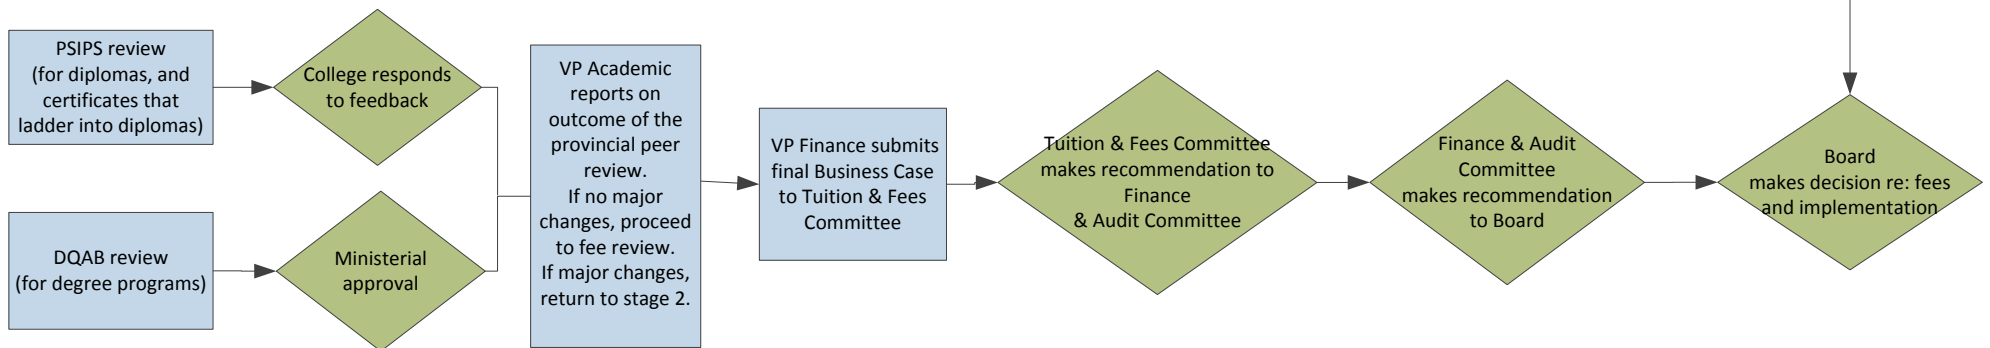 PSIPS review
(for diplomas, and
certificates that
ladder into diplomas)
College responds
to feedback
DQAB review
(for degree programs)
Ministerial
approval
VP Academic
reports on
outcome of the
provincial peer
review.
If no major
changes, proceed
to fee review.
If major changes,
return to stage 2.
VP Finance submits
final Business Case
to Tuition & Fees
Committee
Tuition & Fees Committee
makes recommendation to
Finance
& Audit Committee
Finance & Audit
Committee
makes recommendation
to Board
Board
makes decision re: fees
and implementation